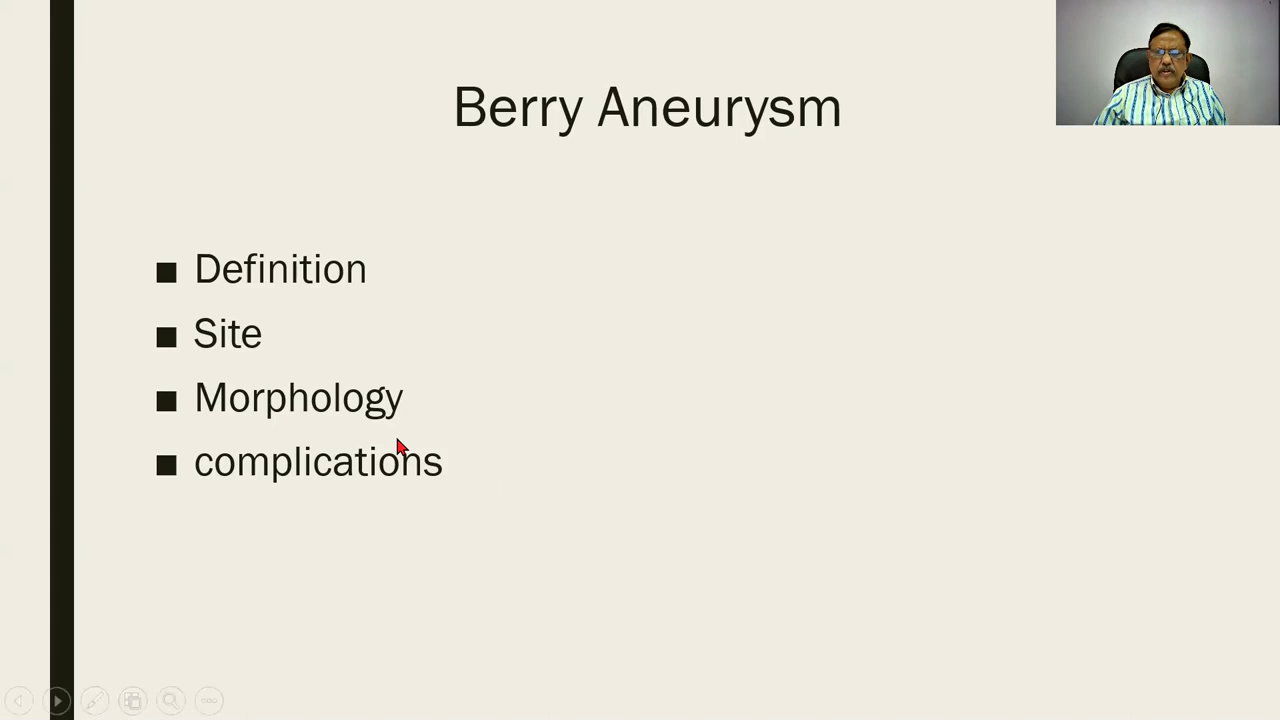 Berry Aneurysm
■ Definition
■ Site
■ Morphology
■ complications